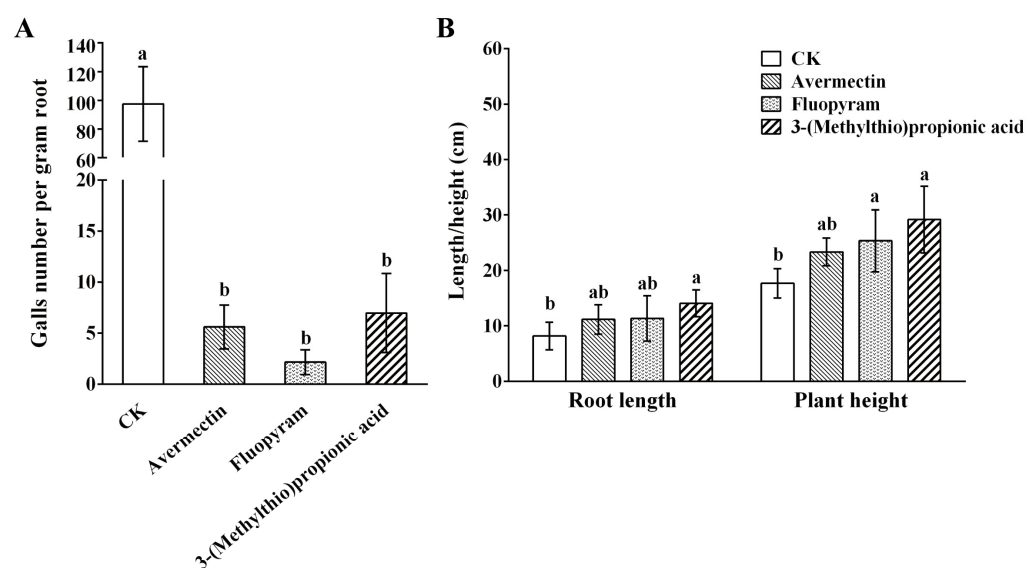 A
Galls number per gram root
140
120
100
80
60
20
15
10
5
0
a
b
b
b
CK
Avermectin
Fluopyram
3-(Methylthio)propionic acid
B
Length/height (cm)
60
50
40
30
20
10
0
CK
Avermectin
Fluopyram
3-(Methylthio)propionic acid
b
ab
ab
a
b
ab
a
a
Root length
Plant height